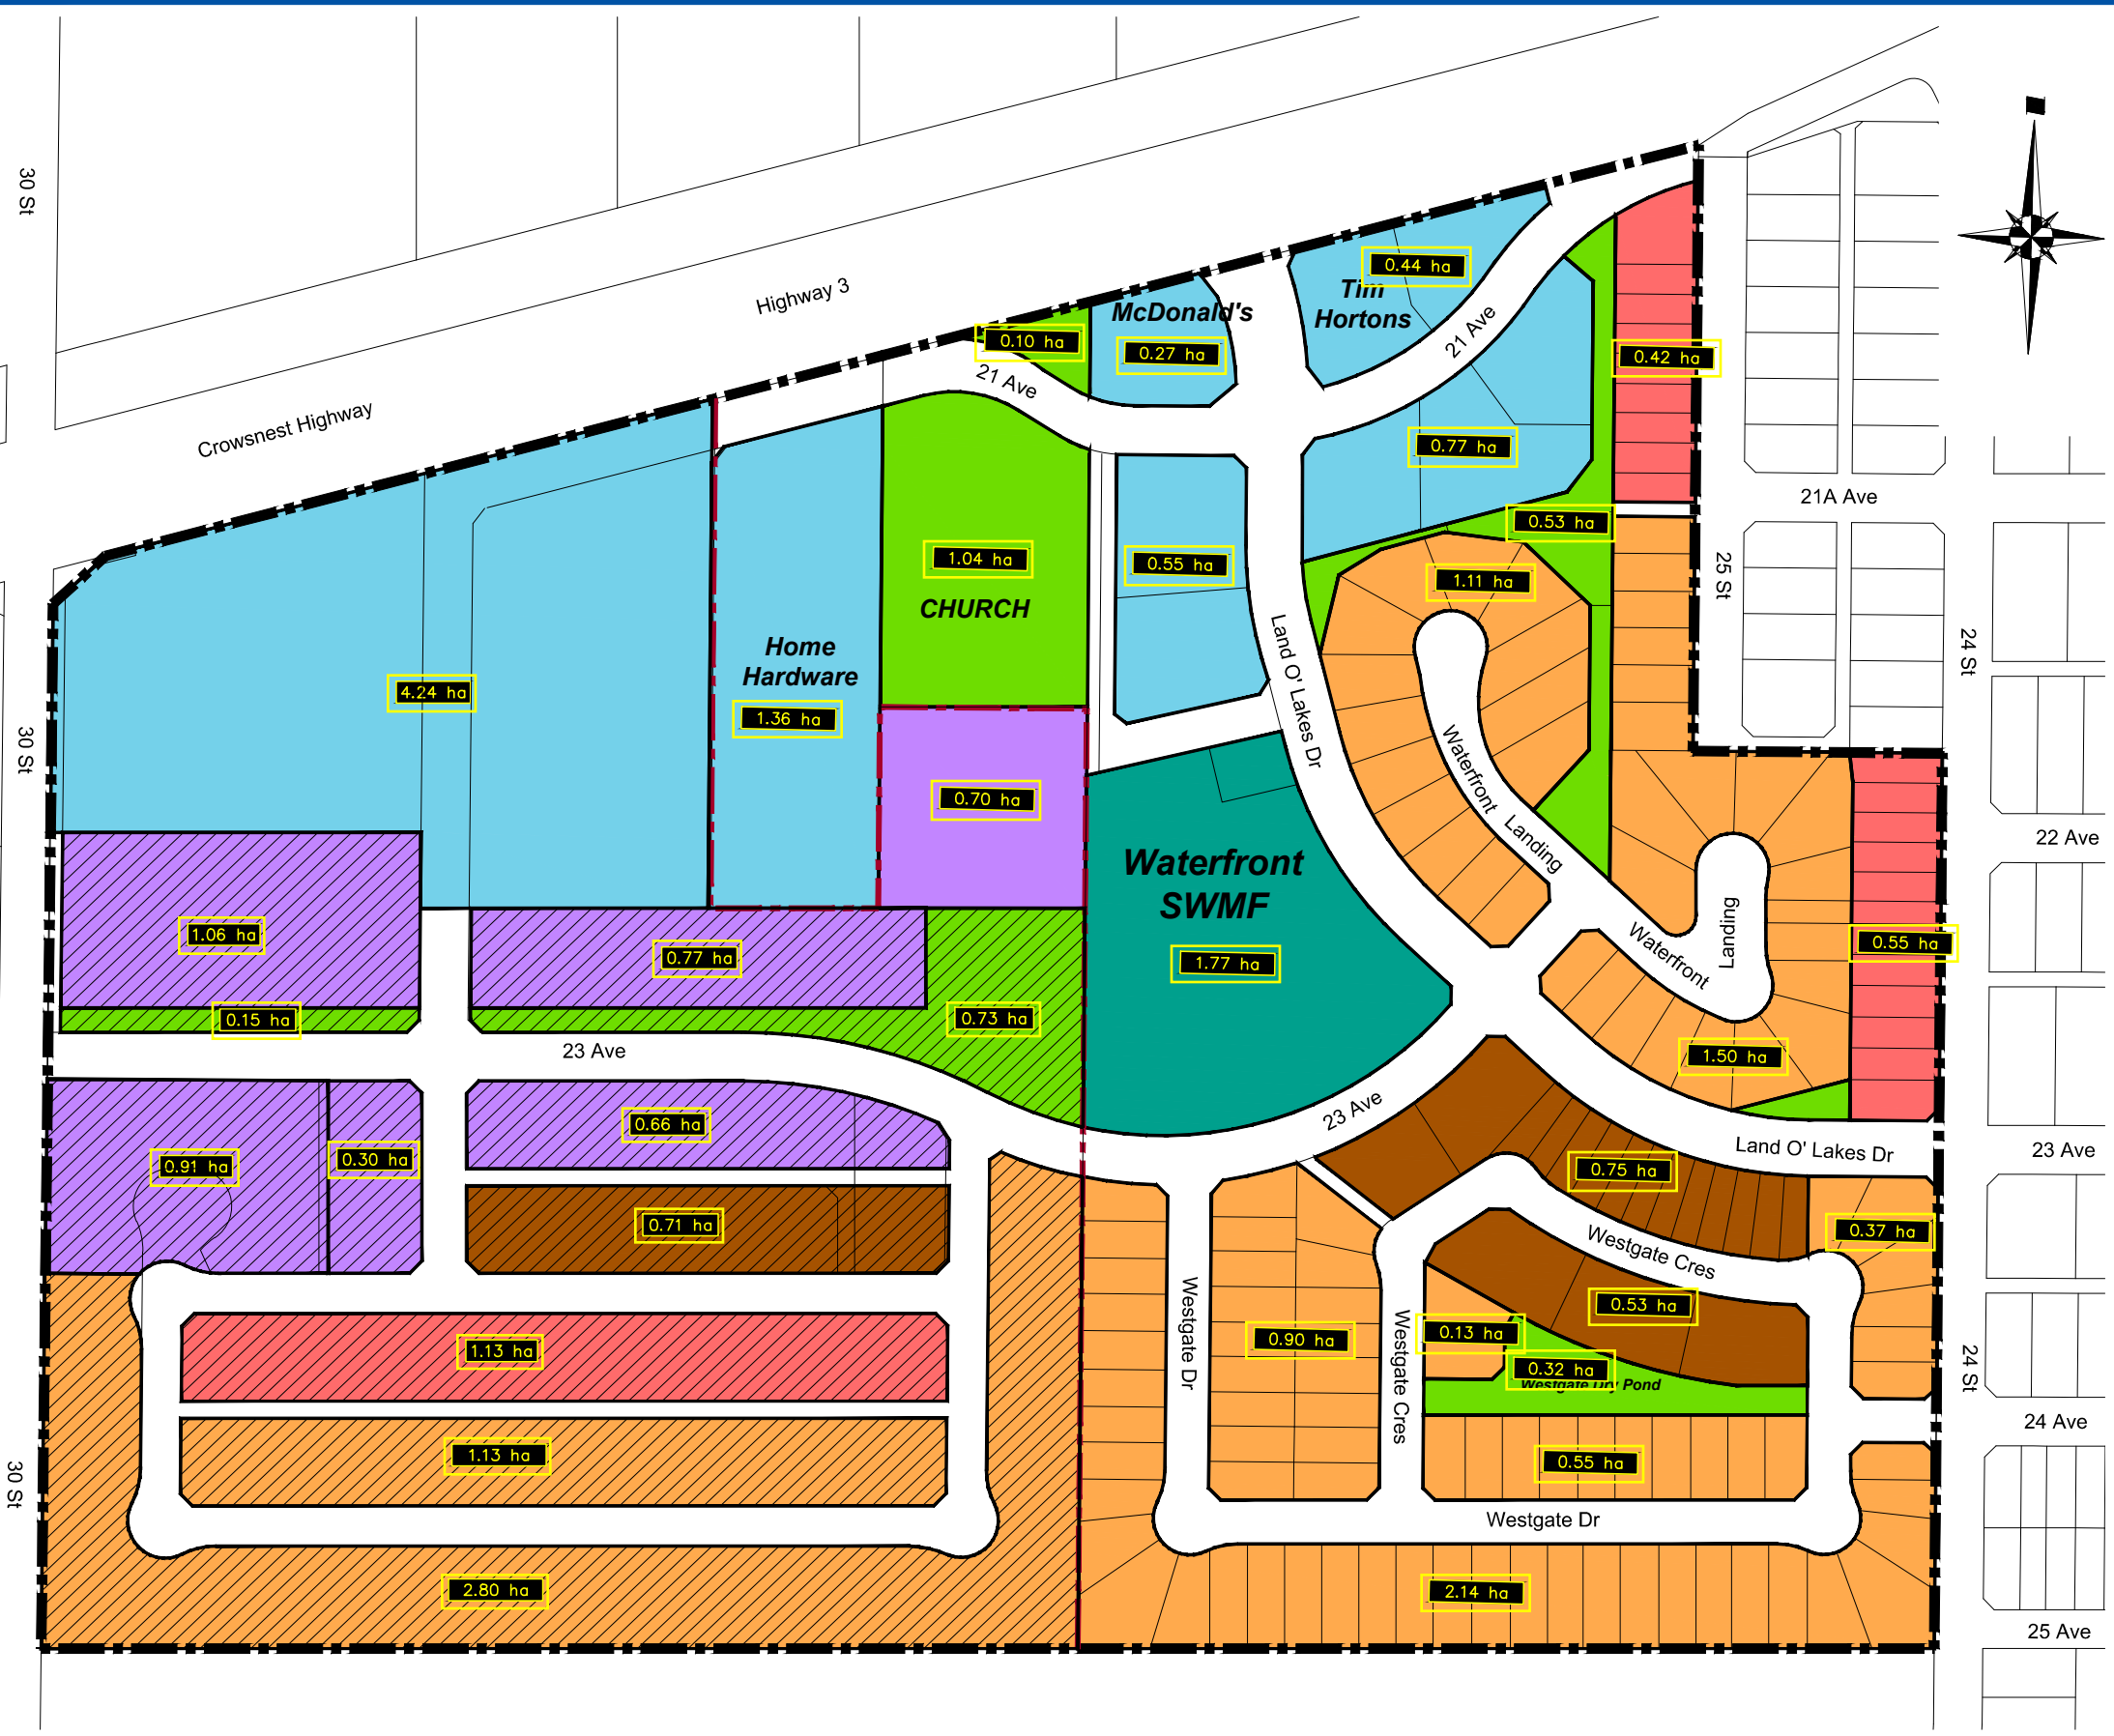 30 St
Highway 3
Crowsnest Highway
0.44 ha
Tim
Hortons
McDonald's
0.10 ha
0.27 ha
21 Ave
21 Ave
0.42 ha
0.77 ha
21A Ave
0.53 ha
1.04 ha
CHURCH
0.55 ha
1.11 ha
25 St
24 St
Land O' Lakes Dr
Home
Hardware
1.36 ha
4.24 ha
30 St
0.70 ha
Waterfront
Landing
22 Ave
Waterfront
SWMF
1.77 ha
1.06 ha
0.77 ha
0.15 ha
0.73 ha
Waterfront
Landing
0.55 ha
1.50 ha
23 Ave
23 Ave
0.66 ha
0.91 ha
0.30 ha
0.71 ha
0.75 ha
Land O' Lakes Dr
23 Ave
0.37 ha
Westgate Cres
0.53 ha
Westgate Dr
0.90 ha
Westgate Cres
0.13 ha
0.32 ha
Westgate Dry Pond
24 St
24 Ave
1.13 ha
1.13 ha
0.55 ha
30 St
Westgate Dr
2.80 ha
2.14 ha
25 Ave